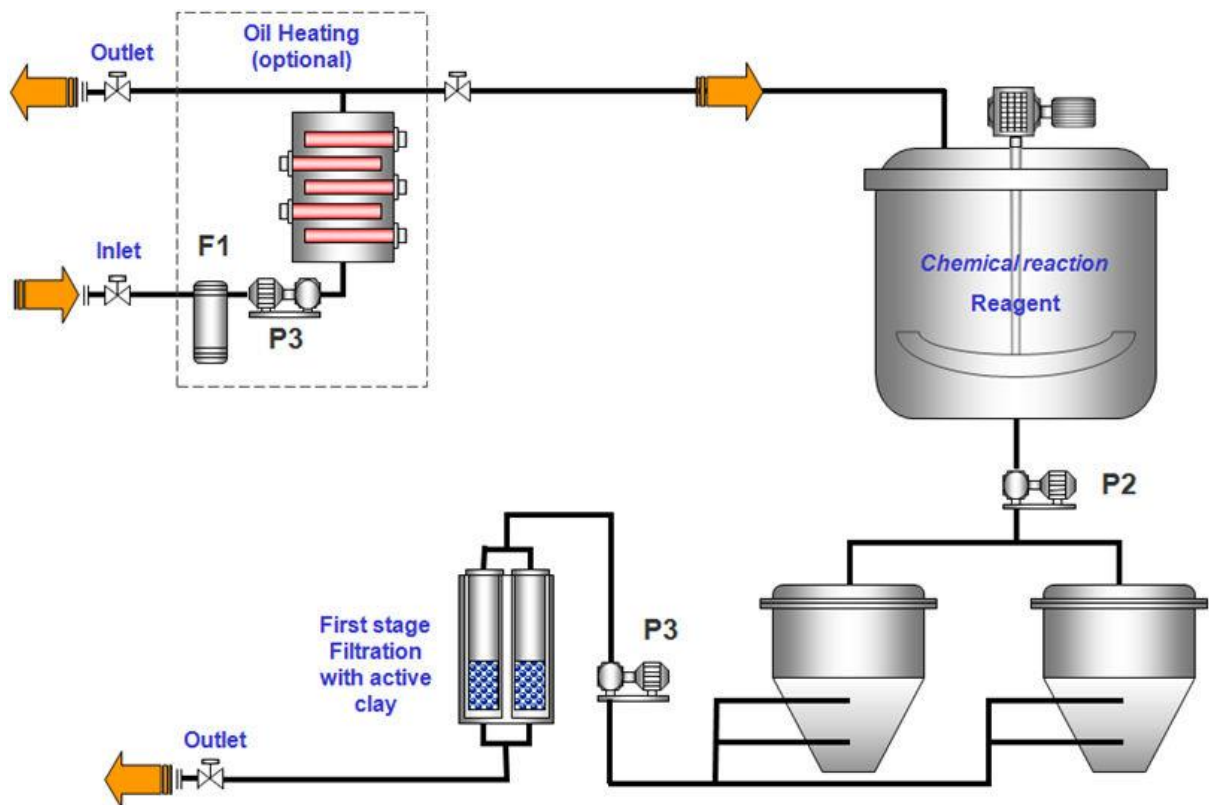 Oil Heating
(optional)
Outlet
Inlet
F1
P3
Chemical reaction
Reagent
P2
First stage
Filtration
with active
clay
P3
Outlet